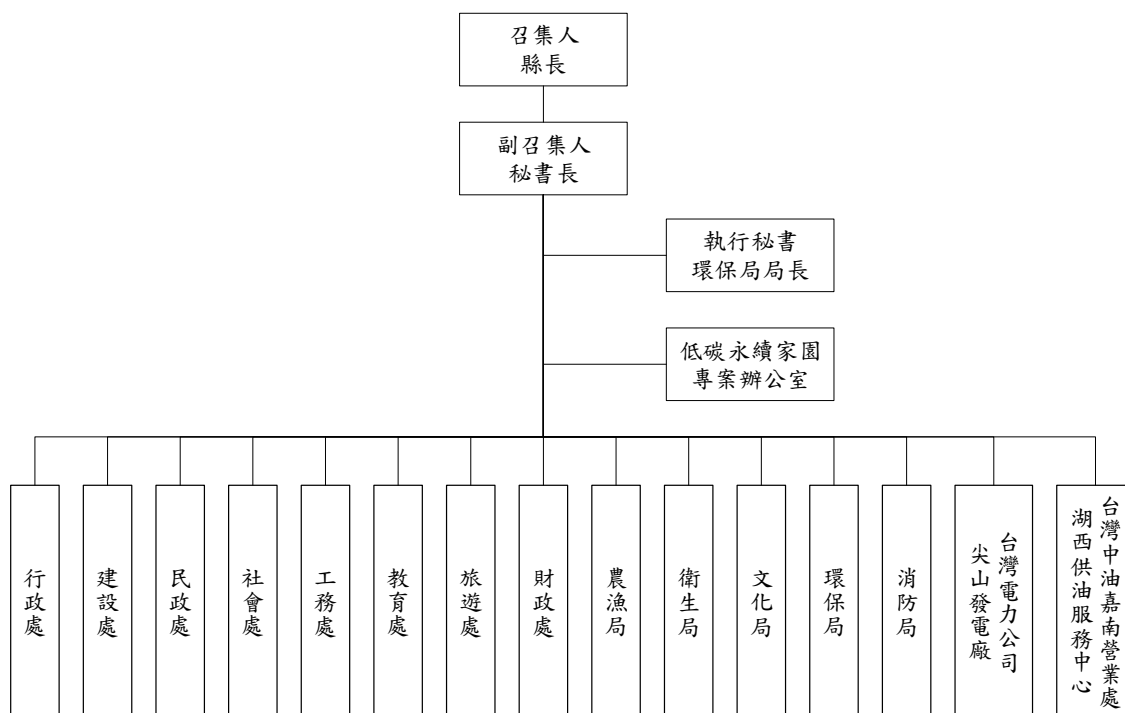 召集人
縣長
副召集人
秘書長
執行秘書
環保局局長
低碳永續家園
專案辦公室
行政處
建設處
民政處
社會處
工務處
教育處
旅遊處
財政處
農漁局
衛生局
文化局
環保局
消防局
台灣電力公司
尖山發電廠
台灣中油嘉南營業處
湖西供油服務中心